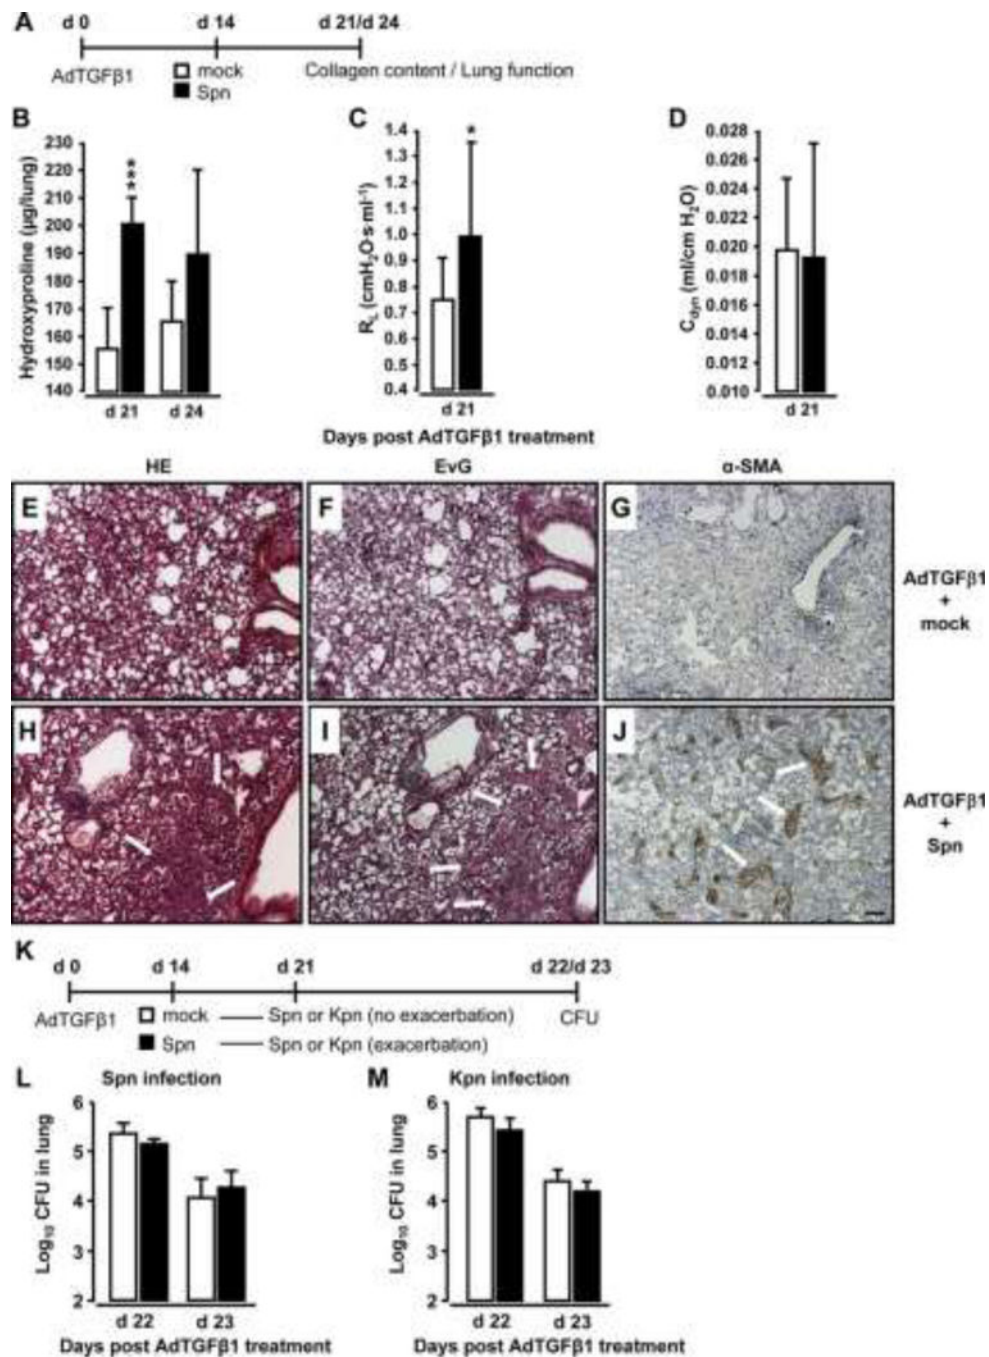 A
d 0 d 14 d 21/d 24
AdTGFβ1 mock Collagen content / Lung function
Spn
B C D
230
220
210
200
190
180
170
160
150
140
Hydroxyproline (µg/lung)
***
d 21 d 24
1.4
1.3
1.2
1.1
1.0
0.9
0.8
0.7
0.6
0.5
0.4
R_L (cmH₂O·s·ml⁻¹)
*
d 21
0.028
0.026
0.024
0.022
0.020
0.018
0.016
0.014
0.012
0.010
C_dyn (ml/cm H₂O)
d 21
Days post AdTGFβ1 treatment
HE EvG α-SMA
E F G
AdTGFβ1
+
mock
H I J
AdTGFβ1
+
Spn
K
d 0 d 14 d 21 d 22/d 23
AdTGFβ1 mock Spn or Kpn (no exacerbation) CFU
Spn Spn or Kpn (exacerbation)
L Spn infection M Kpn infection
6
5
4
3
2
Log₁₀ CFU in lung
d 22 d 23
Days post AdTGFβ1 treatment
6
5
4
3
2
Log₁₀ CFU in lung
d 22 d 23
Days post AdTGFβ1 treatment